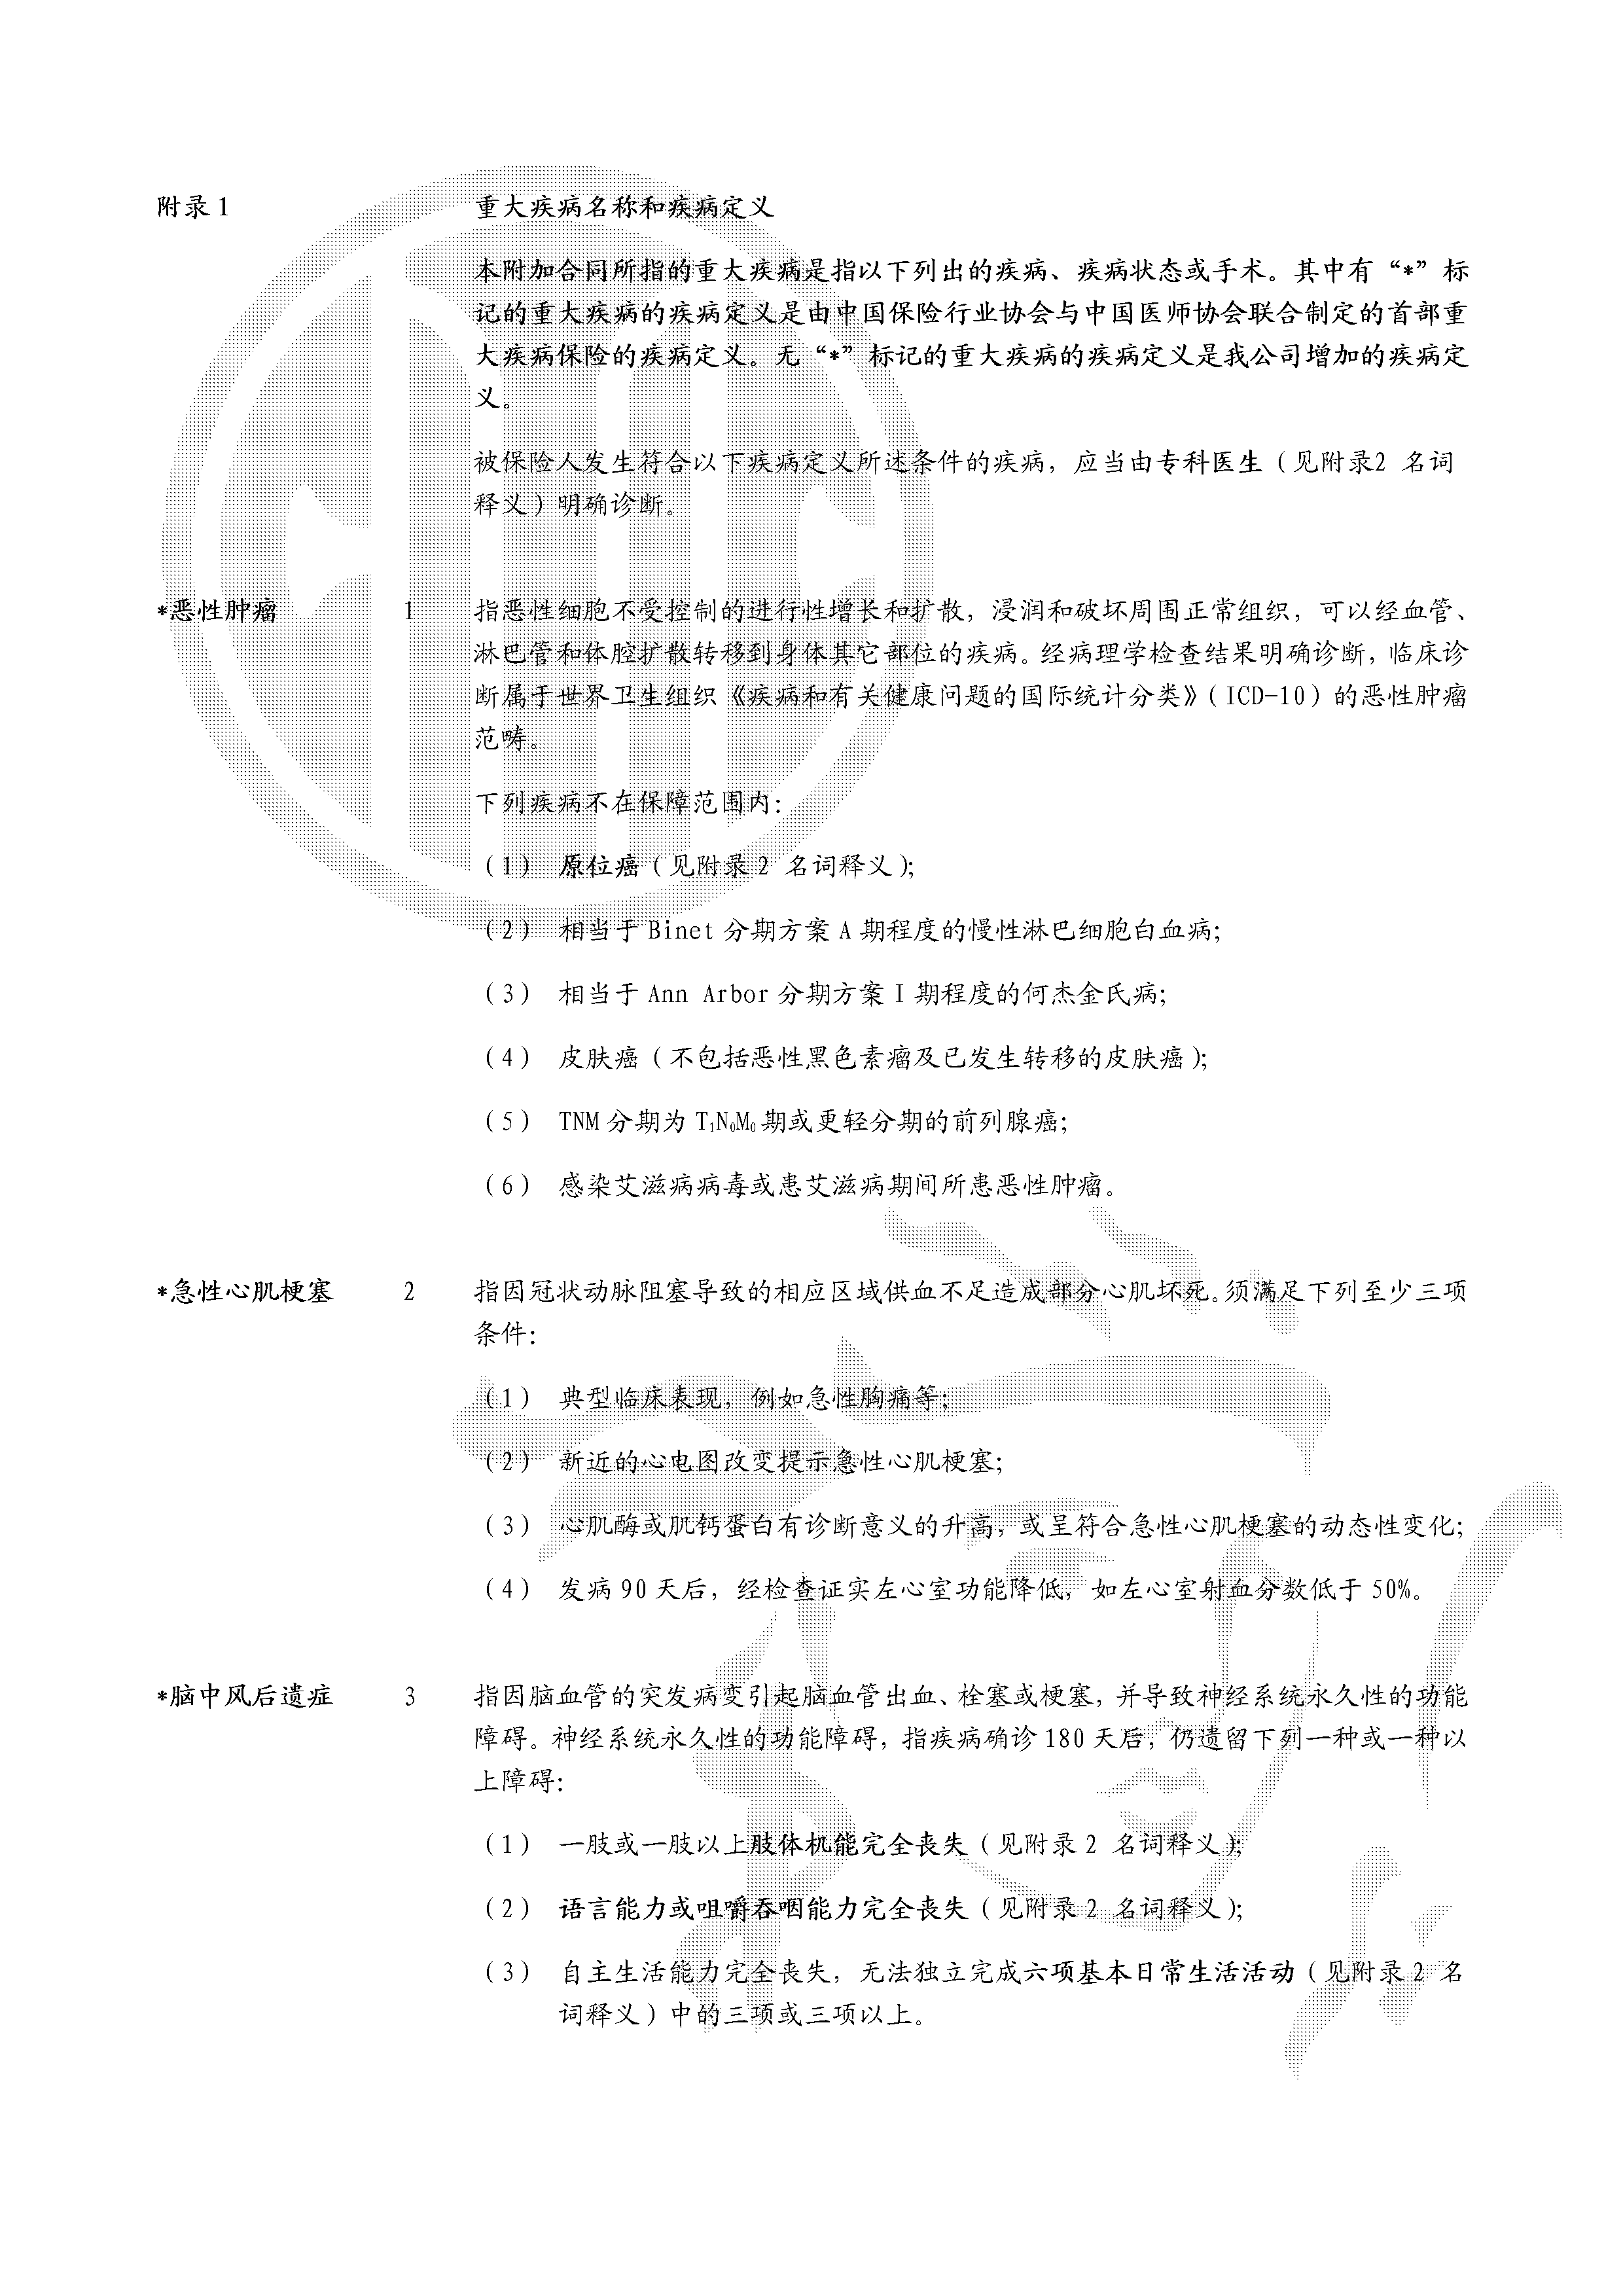 附录1 重大疾病名称和疾病定义
本附加合同所指的重大疾病是指以下列出的疾病、疾病状态或手术。其中有“*”标
记的重大疾病的疾病定义是由中国保险行业协会与中国医师协会联合制定的首部重
大疾病保险的疾病定义。无“*”标记的重大疾病的疾病定义是我公司增加的疾病定
义。
被保险人发生符合以下疾病定义所述条件的疾病，应当由专科医生（见附录2 名词
释义）明确诊断。
*恶性肿瘤 1 指恶性细胞不受控制的进行性增长和扩散，浸润和破坏周围正常组织，可以经血管、
淋巴管和体腔扩散转移到身体其它部位的疾病。经病理学检查结果明确诊断，临床诊
断属于世界卫生组织《疾病和有关健康问题的国际统计分类》（ICD-10）的恶性肿瘤
范畴。
下列疾病不在保障范围内：
（1） 原位癌（见附录2 名词释义）；
（2） 相当于 Binet 分期方案 A 期程度的慢性淋巴细胞白血病；
（3） 相当于 Ann Arbor 分期方案 I 期程度的何杰金氏病；
（4） 皮肤癌（不包括恶性黑色素瘤及已发生转移的皮肤癌）；
（5） TNM 分期为 T₁N₀M₀ 期或更轻分期的前列腺癌；
（6） 感染艾滋病病毒或患艾滋病期间所患恶性肿瘤。
*急性心肌梗塞 2 指因冠状动脉阻塞导致的相应区域供血不足造成部分心肌坏死。须满足下列至少三项
条件：
（1） 典型临床表现，例如急性胸痛等；
（2） 新近的心电图改变提示急性心肌梗塞；
（3） 心肌酶或肌钙蛋白有诊断意义的升高，或呈符合急性心肌梗塞的动态性变化；
（4） 发病 90 天后，经检查证实左心室功能降低，如左心室射血分数低于 50%。
*脑中风后遗症 3 指因脑血管的突发病变引起脑血管出血、栓塞或梗塞，并导致神经系统永久性的功能
障碍。神经系统永久性的功能障碍，指疾病确诊 180 天后，仍遗留下列一种或一种以
上障碍：
（1） 一肢或一肢以上肢体机能完全丧失（见附录2 名词释义）；
（2） 语言能力或咀嚼吞咽能力完全丧失（见附录2 名词释义）；
（3） 自主生活能力完全丧失，无法独立完成六项基本日常生活活动（见附录2 名
词释义）中的三项或三项以上。